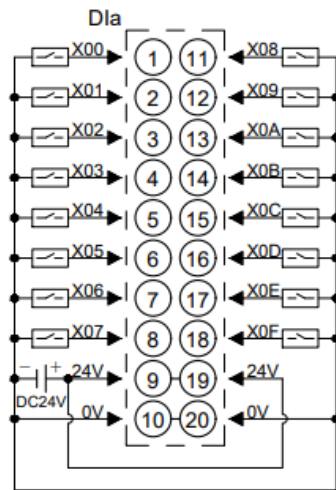 DIa
X00 1 11 X08
X01 2 12 X09
X02 3 13 X0A
X03 4 14 X0B
X04 5 15 X0C
X05 6 16 X0D
X06 7 17 X0E
X07 8 18 X0F
− + 24V 9 19 24V
DC24V 0V 10 20 0V